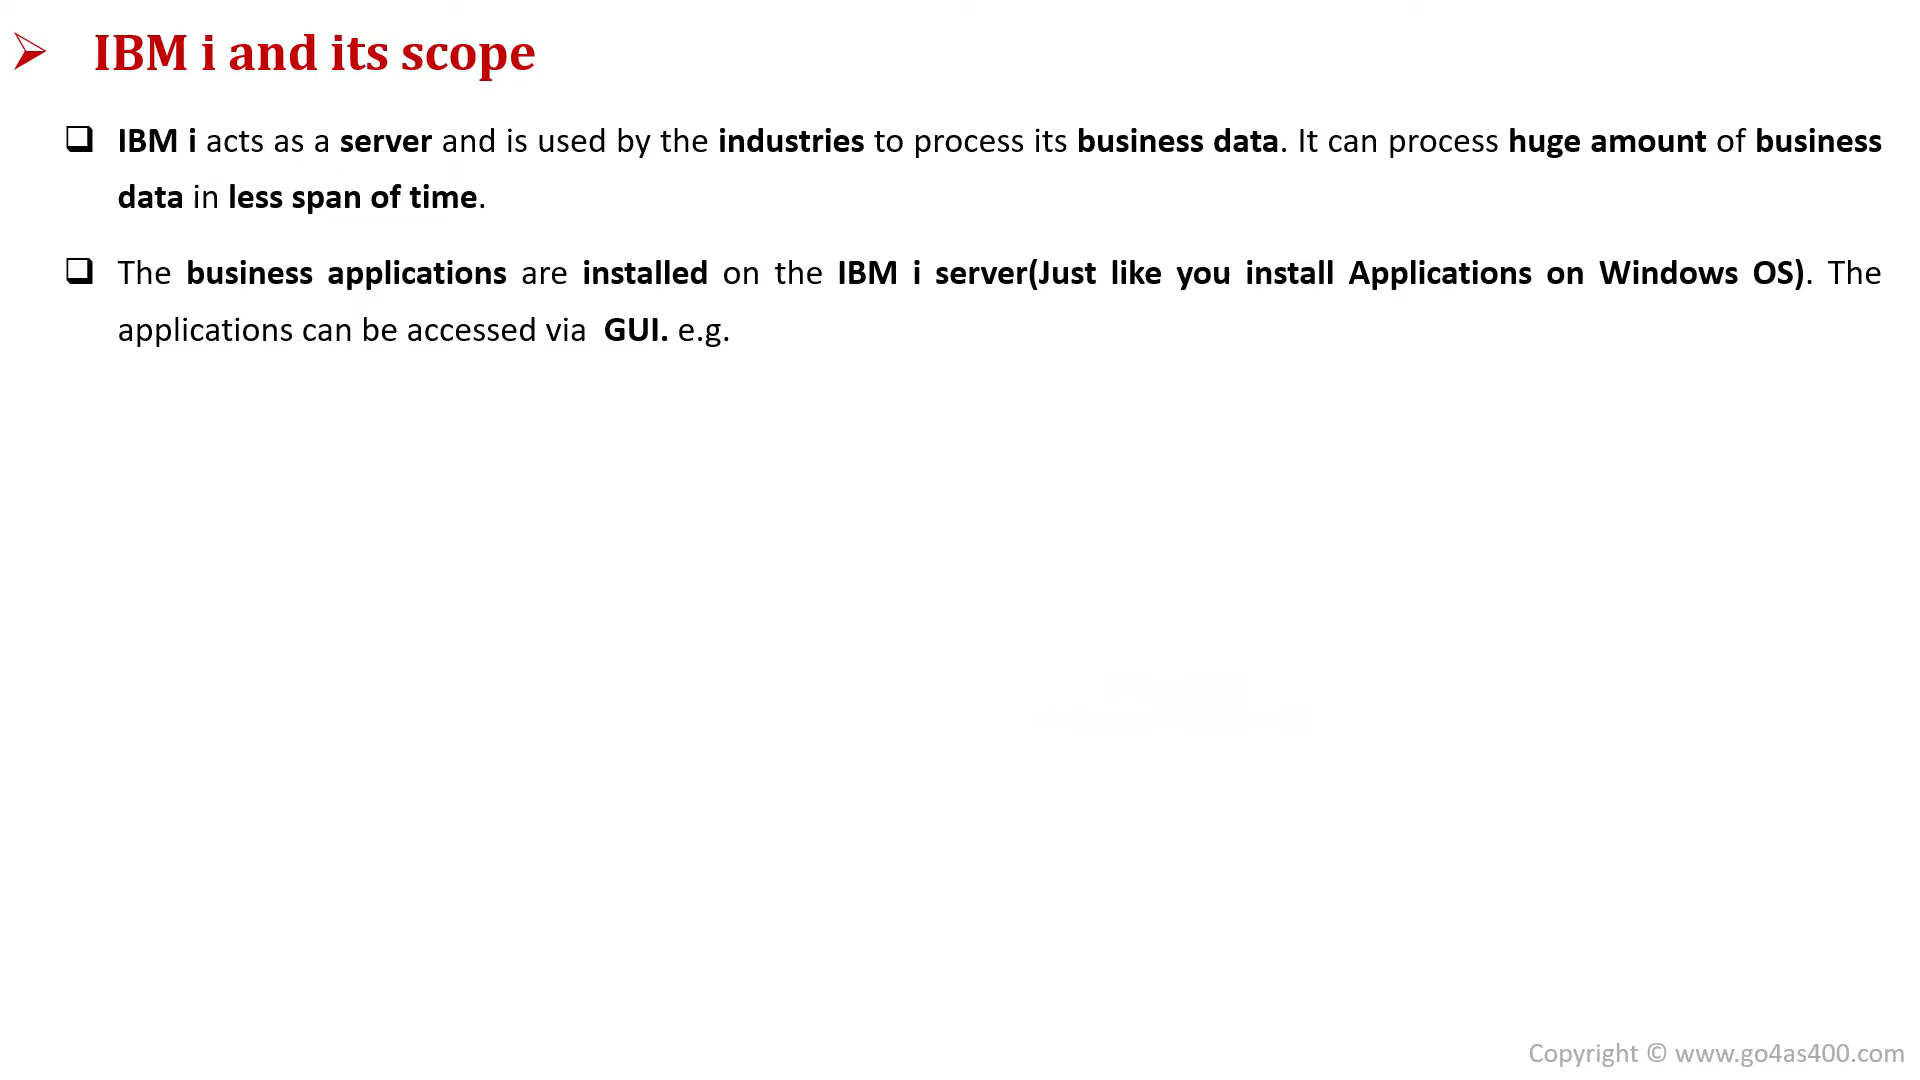 IBM i and its scope
IBM i acts as a server and is used by the industries to process its business data. It can process huge amount of business
data in less span of time.
The business applications are installed on the IBM i server(Just like you install Applications on Windows OS). The
applications can be accessed via GUI. e.g.
Copyright © www.go4as400.com